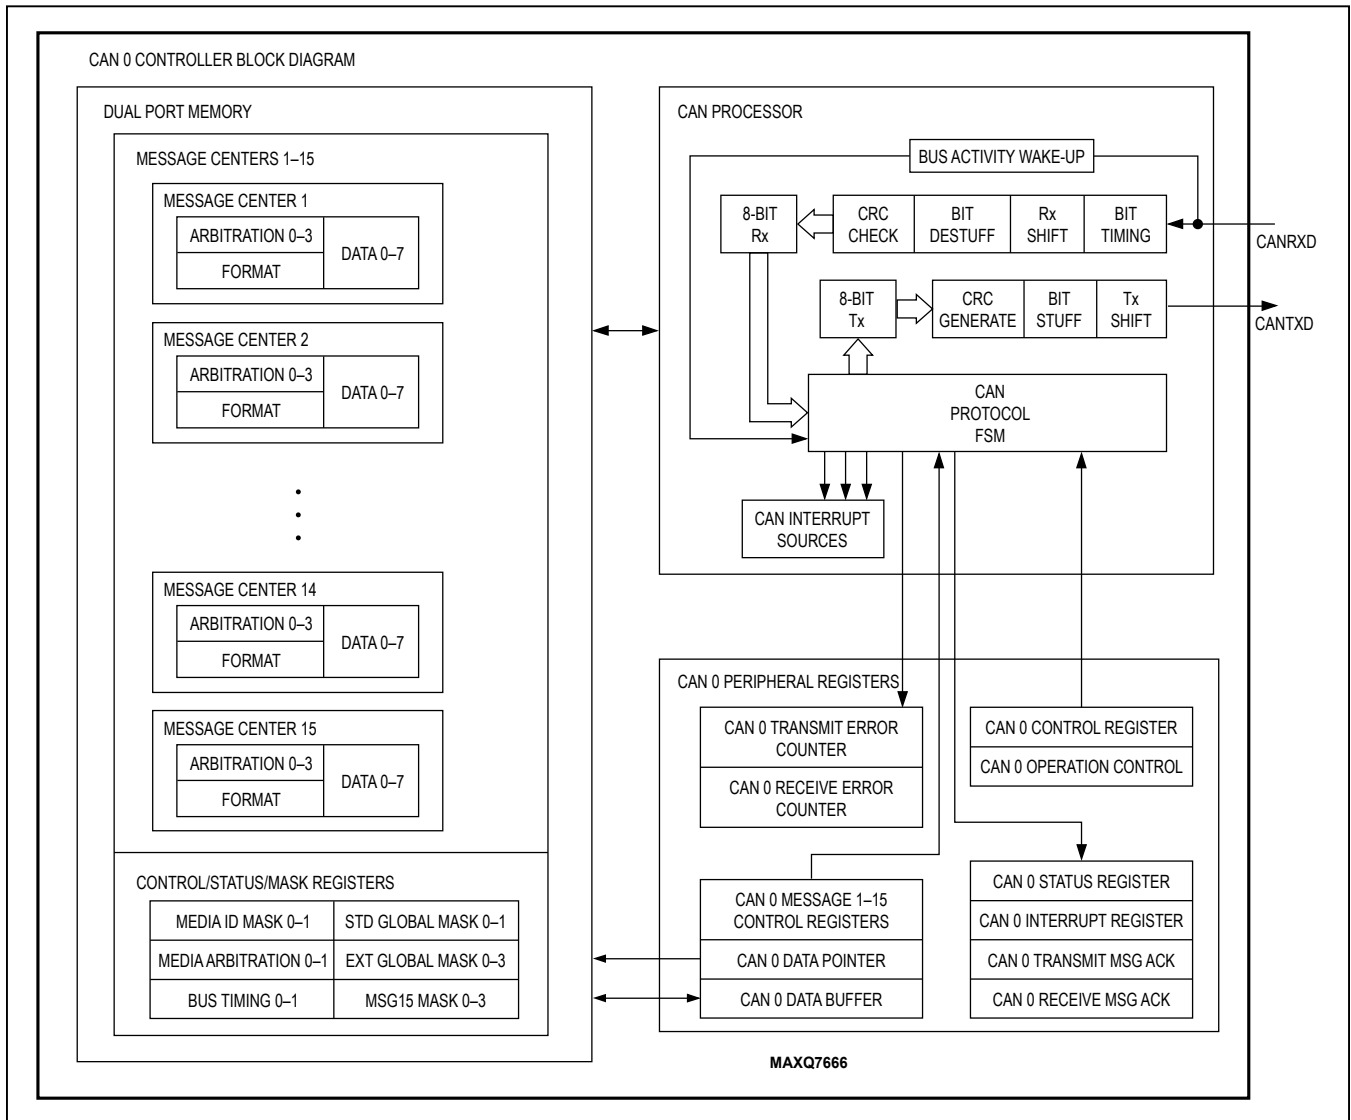 CAN 0 CONTROLLER BLOCK DIAGRAM
DUAL PORT MEMORY
MESSAGE CENTERS 1–15
MESSAGE CENTER 1
ARBITRATION 0–3
FORMAT
DATA 0–7
MESSAGE CENTER 2
ARBITRATION 0–3
FORMAT
DATA 0–7
MESSAGE CENTER 14
ARBITRATION 0–3
FORMAT
DATA 0–7
MESSAGE CENTER 15
ARBITRATION 0–3
FORMAT
DATA 0–7
CONTROL/STATUS/MASK REGISTERS
MEDIA ID MASK 0–1
STD GLOBAL MASK 0–1
MEDIA ARBITRATION 0–1
EXT GLOBAL MASK 0–3
BUS TIMING 0–1
MSG15 MASK 0–3
CAN PROCESSOR
BUS ACTIVITY WAKE-UP
8-BIT
Rx
CRC
CHECK
BIT
DESTUFF
Rx
SHIFT
BIT
TIMING
CANRXD
8-BIT
Tx
CRC
GENERATE
BIT
STUFF
Tx
SHIFT
CANTXD
CAN
PROTOCOL
FSM
CAN INTERRUPT
SOURCES
CAN 0 PERIPHERAL REGISTERS
CAN 0 TRANSMIT ERROR
COUNTER
CAN 0 RECEIVE ERROR
COUNTER
CAN 0 CONTROL REGISTER
CAN 0 OPERATION CONTROL
CAN 0 MESSAGE 1–15
CONTROL REGISTERS
CAN 0 DATA POINTER
CAN 0 DATA BUFFER
CAN 0 STATUS REGISTER
CAN 0 INTERRUPT REGISTER
CAN 0 TRANSMIT MSG ACK
CAN 0 RECEIVE MSG ACK
MAXQ7666